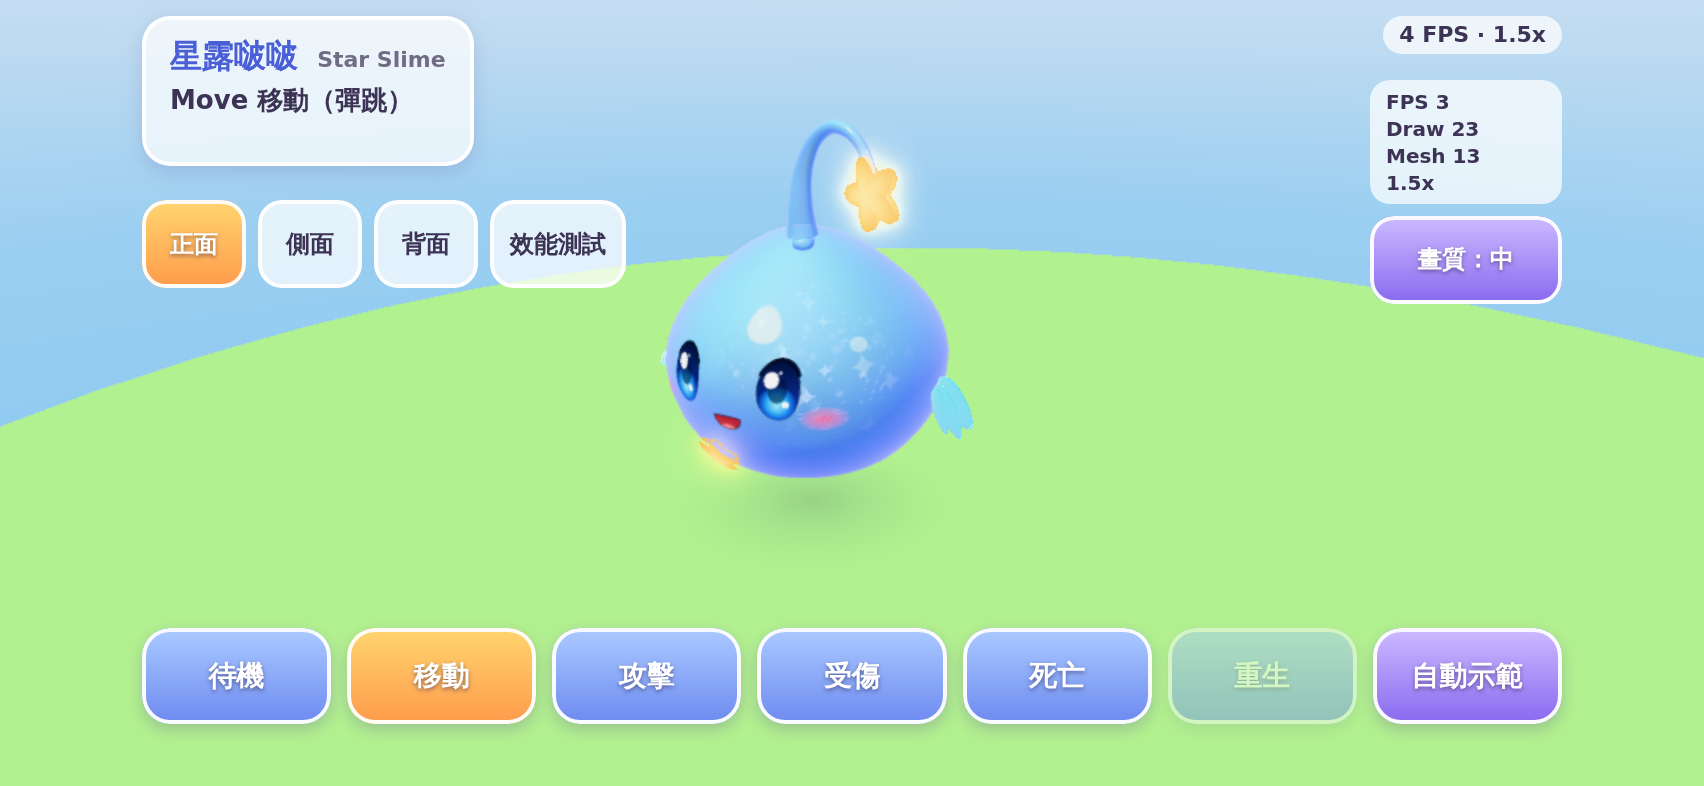 星露啵啵 Star Slime
Move 移動（彈跳）
4 FPS · 1.5x
FPS 3
Draw 23
Mesh 13
1.5x
正面
側面
背面
效能測試
畫質：中
待機
移動
攻擊
受傷
死亡
重生
自動示範